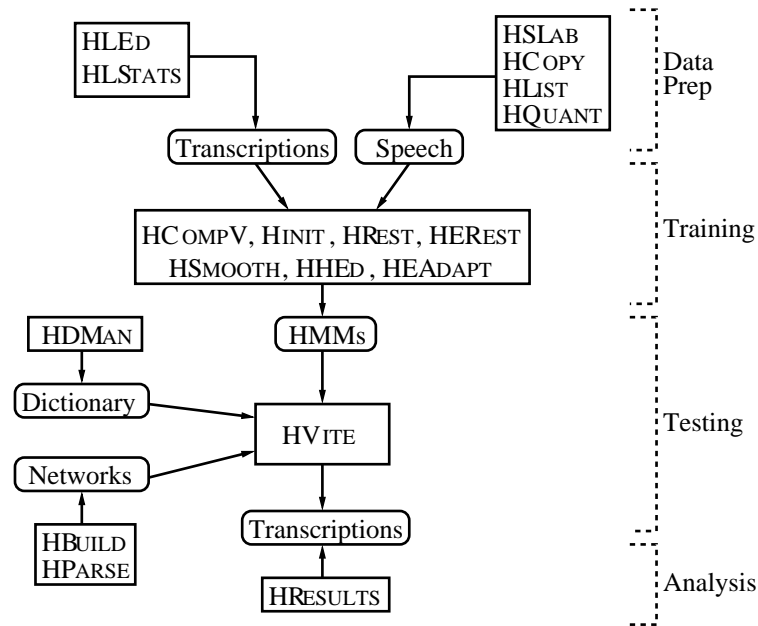 HLED
HLSTATS
HSLAB
HCOPY
HLIST
HQUANT
Data
Prep
Transcriptions
Speech
Training
HCOMPV, HINIT, HREST, HEREST
HSMOOTH, HHED, HEADAPT
HDMAN
HMMs
Dictionary
HVITE
Testing
Networks
Transcriptions
HBUILD
HPARSE
HRESULTS
Analysis